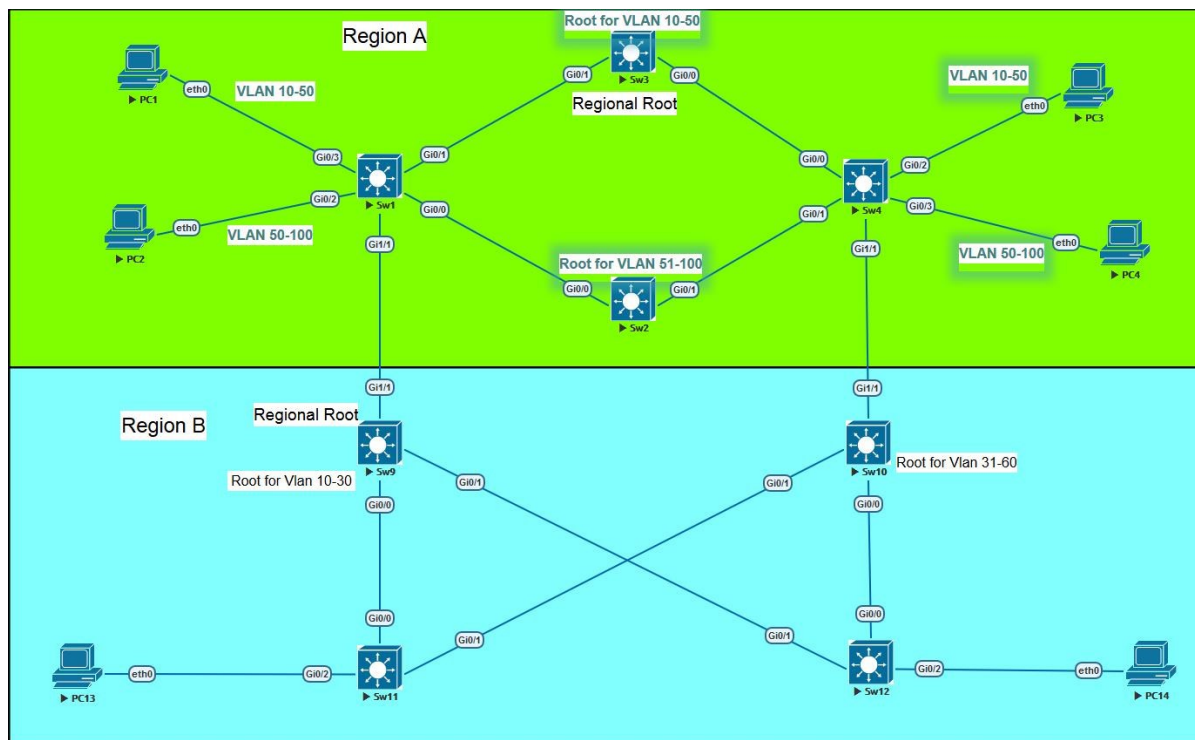 Root for VLAN 10-50
Region A
Gi0/1
Sw3
Gi0/0
Regional Root
VLAN 10-50
eth0
PC1
VLAN 10-50
eth0
PC3
Gi0/3
Gi0/1
Sw1
Gi0/0
Gi0/2
Gi0/0
Gi0/2
Sw4
Gi0/1
Gi0/3
eth0
PC2
VLAN 50-100
Gi1/1
Root for VLAN 51-100
Gi0/0
Gi0/1
Sw2
Gi1/1
eth0
VLAN 50-100
PC4
Gi1/1
Gi1/1
Region B
Regional Root
Sw9
Root for Vlan 10-30
Gi0/1
Gi0/0
Sw10
Root for Vlan 31-60
Gi0/1
Gi0/0
Gi0/0
Gi0/1
Gi0/0
Gi0/1
PC13
eth0
Gi0/2
Sw11
Sw12
Gi0/2
eth0
PC14